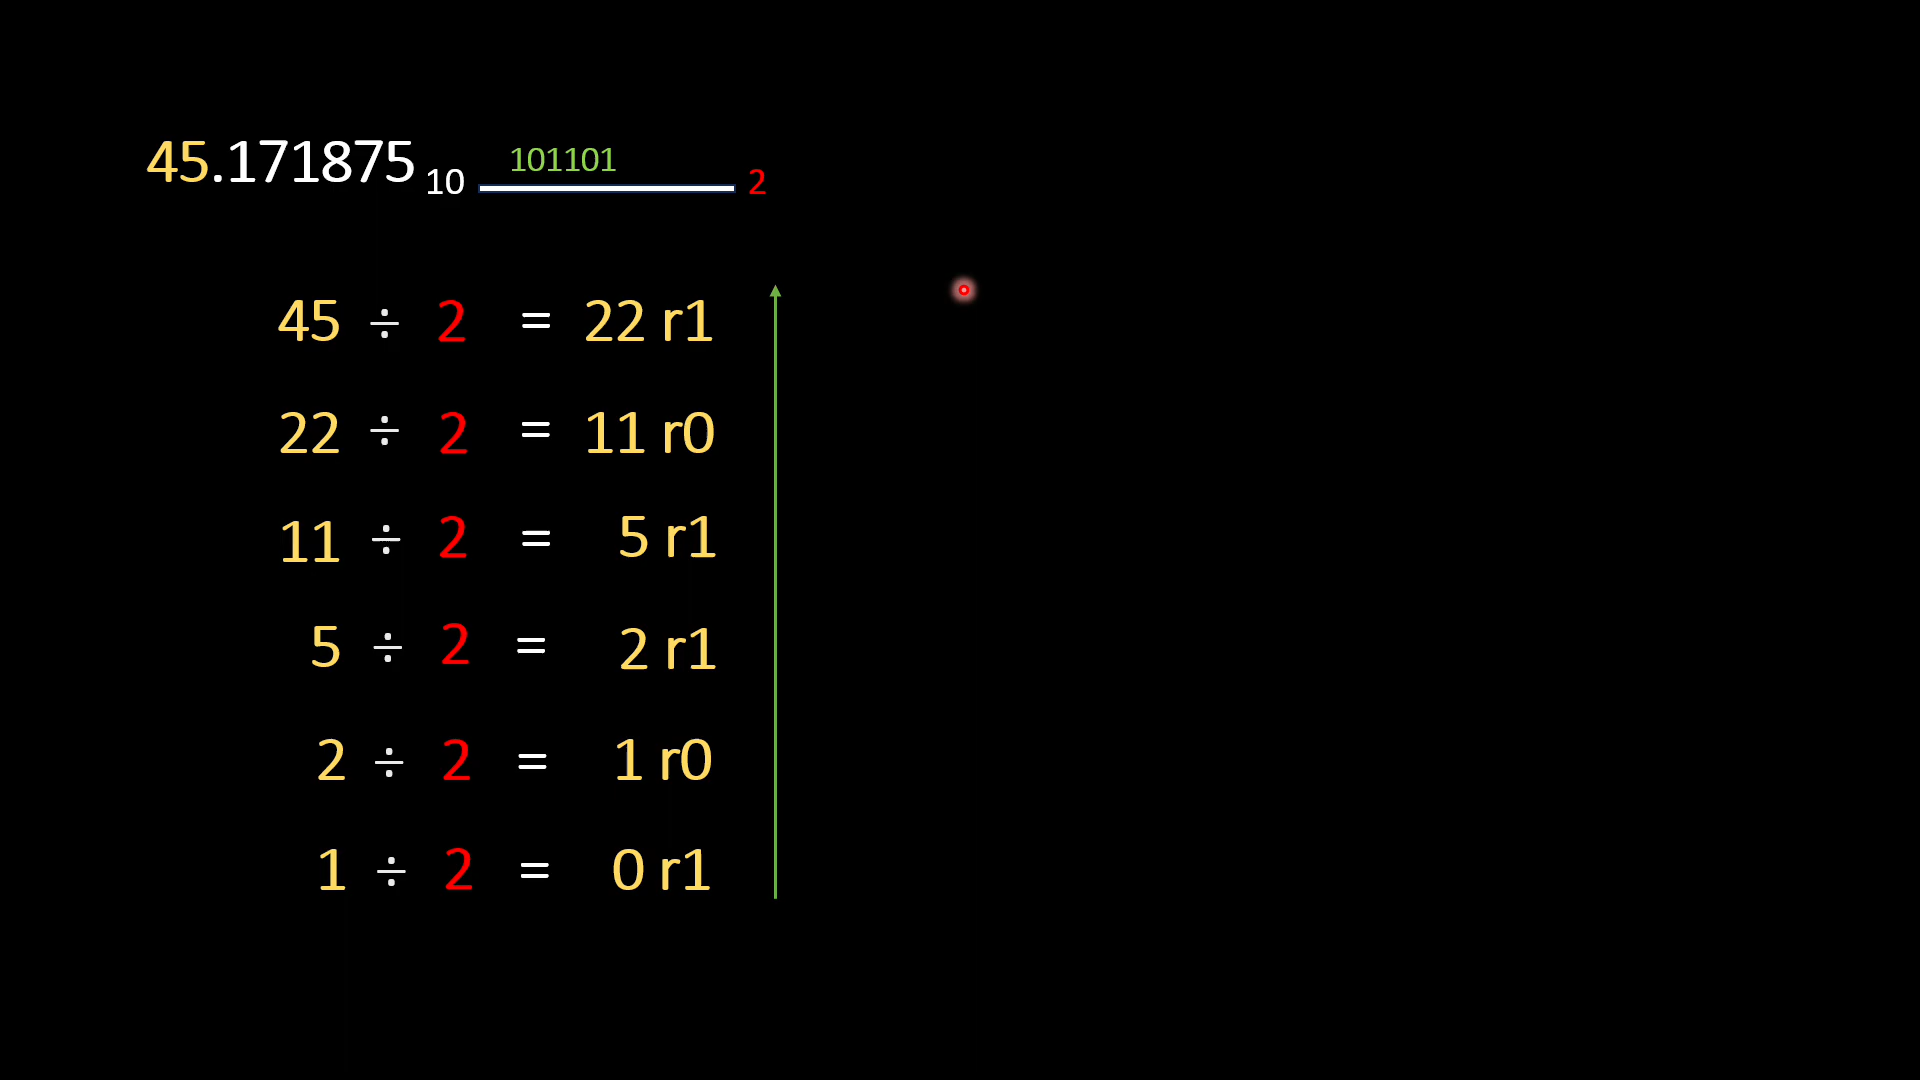 45.171875 10 101101 2
45 ÷ 2 = 22 r1
22 ÷ 2 = 11 r0
11 ÷ 2 = 5 r1
5 ÷ 2 = 2 r1
2 ÷ 2 = 1 r0
1 ÷ 2 = 0 r1